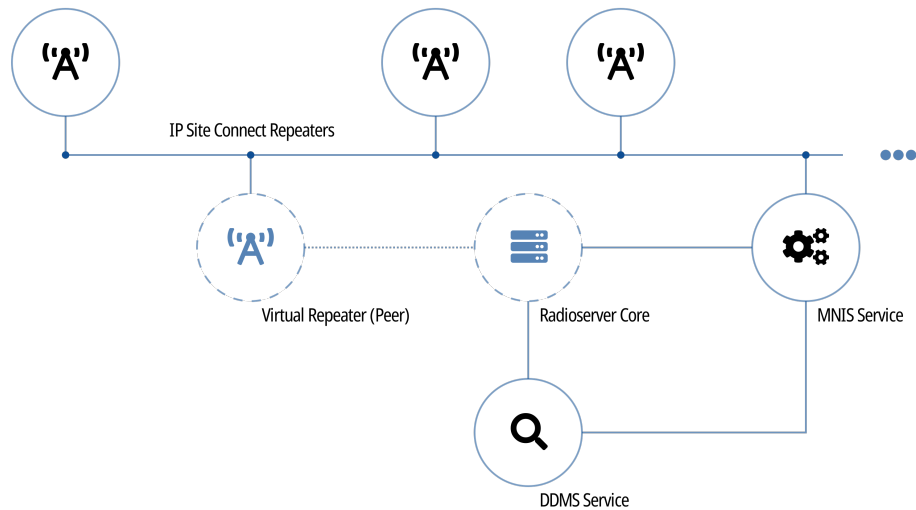 IP Site Connect Repeaters
Virtual Repeater (Peer)
Radioserver Core
MNIS Service
DDMS Service